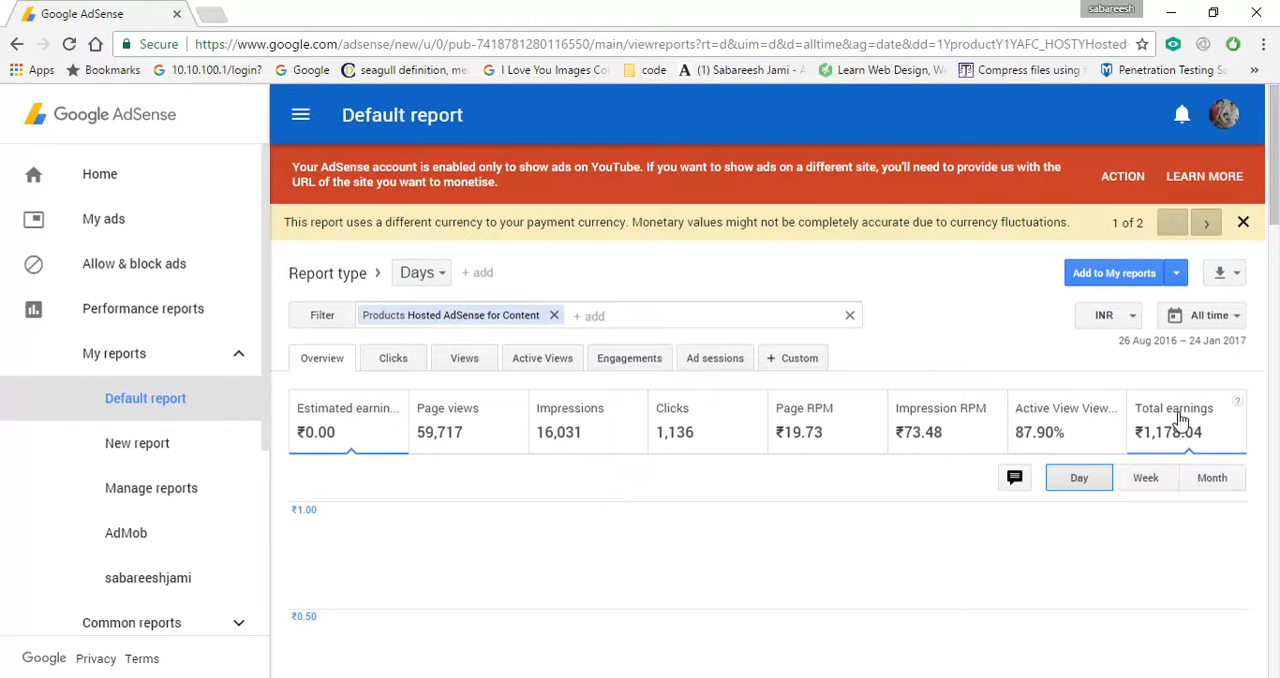 Google AdSense
sabareesh
Secure
https://www.google.com/adsense/new/u/0/pub-7418781280116550/main/viewreports?rt=d&uim=d&d=alltime&ag=date&dd=1YproductY1YAFC_HOSTYHosted
Apps
Bookmarks
10.10.100.1/login?
Google
seagull definition, me
I Love You Images Co
code
(1) Sabareesh Jami - A
Learn Web Design, W
Compress files using
Penetration Testing Sc
»
Google AdSense
Default report
Your AdSense account is enabled only to show ads on YouTube. If you want to show ads on a different site, you'll need to provide us with the
URL of the site you want to monetise.
ACTION
LEARN MORE
This report uses a different currency to your payment currency. Monetary values might not be completely accurate due to currency fluctuations.
1 of 2
Home
My ads
Allow & block ads
Performance reports
My reports
Default report
New report
Manage reports
AdMob
sabareeshjami
Common reports
Google Privacy Terms
Report type
Days
+ add
Add to My reports
Filter
Products Hosted AdSense for Content
+ add
INR
All time
26 Aug 2016 – 24 Jan 2017
Overview
Clicks
Views
Active Views
Engagements
Ad sessions
+ Custom
Estimated earnin...
₹0.00
Page views
59,717
Impressions
16,031
Clicks
1,136
Page RPM
₹19.73
Impression RPM
₹73.48
Active View View...
87.90%
Total earnings
₹1,178.04
?
Day
Week
Month
₹1.00
₹0.50